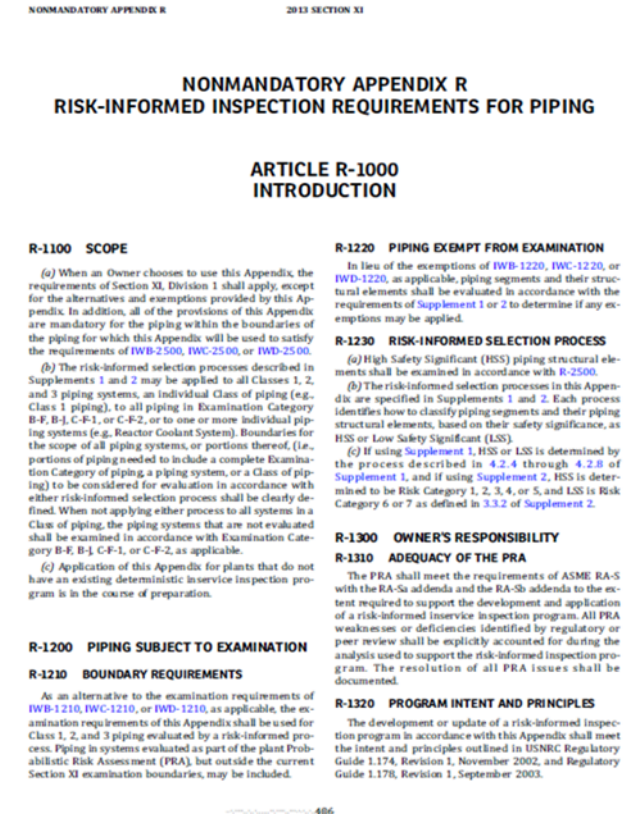 NONMANDATORY APPENDIX R
2013 SECTION XI
NONMANDATORY APPENDIX R
RISK-INFORMED INSPECTION REQUIREMENTS FOR PIPING
ARTICLE R-1000
INTRODUCTION
R-1100 SCOPE
(a) When an Owner chooses to use this Appendix, the
requirements of Section XI, Division 1 shall apply, except
for the alternatives and exemptions provided by this Ap-
pendix. In addition, all of the provisions of this Appendix
are mandatory for the piping within the boundaries of
the piping for which this Appendix will be used to satisfy
the requirements of IWB-2500, IWC-2500, or IWD-2500.
(b) The risk-informed selection processes described in
Supplements 1 and 2 may be applied to all Classes 1, 2,
and 3 piping systems, an individual Class of piping (e.g.,
Class 1 piping), to all piping in Examination Category
B-F, B-J, C-F-1, or C-F-2, or to one or more individual pip-
ing systems (e.g., Reactor Coolant System). Boundaries for
the scope of all piping systems, or portions thereof, (i.e.,
portions of piping needed to include a complete Examina-
tion Category of piping, a piping system, or a Class of pip-
ing) to be considered for evaluation in accordance with
either risk-informed selection process shall be clearly de-
fined. When not applying either process to all systems in a
Class of piping, the piping systems that are not evaluated
shall be examined in accordance with Examination Cate-
gory B-F, B-J, C-F-1, or C-F-2, as applicable.
(c) Application of this Appendix for plants that do not
have an existing deterministic inservice inspection pro-
gram is in the course of preparation.
R-1200 PIPING SUBJECT TO EXAMINATION
R-1210 BOUNDARY REQUIREMENTS
As an alternative to the examination requirements of
IWB-1210, IWC-1210, or IWD-1210, as applicable, the ex-
amination requirements of this Appendix shall be used for
Class 1, 2, and 3 piping evaluated by a risk-informed pro-
cess. Piping in systems evaluated as part of the plant Prob-
abilistic Risk Assessment (PRA), but outside the current
Section XI examination boundaries, may be included.
R-1220 PIPING EXEMPT FROM EXAMINATION
In lieu of the exemptions of IWB-1220, IWC-1220, or
IWD-1220, as applicable, piping segments and their struc-
tural elements shall be evaluated in accordance with the
requirements of Supplement 1 or 2 to determine if any ex-
emptions may be applied.
R-1230 RISK-INFORMED SELECTION PROCESS
(a) High Safety Significant (HSS) piping structural ele-
ments shall be examined in accordance with R-2500.
(b) The risk-informed selection processes in this Appen-
dix are specified in Supplements 1 and 2. Each process
identifies how to classify piping segments and their piping
structural elements, based on their safety significance, as
HSS or Low Safety Significant (LSS).
(c) If using Supplement 1, HSS or LSS is determined by
the process described in 4.2.4 through 4.2.8 of
Supplement 1, and if using Supplement 2, HSS is deter-
mined to be Risk Category 1, 2, 3, 4, or 5, and LSS is Risk
Category 6 or 7 as defined in 3.3.2 of Supplement 2.
R-1300 OWNER'S RESPONSIBILITY
R-1310 ADEQUACY OF THE PRA
The PRA shall meet the requirements of ASME RA-S
with the RA-Sa addenda and the RA-Sb addenda to the ex-
tent required to support the development and application
of a risk-informed inservice inspection program. All PRA
weaknesses or deficiencies identified by regulatory or
peer review shall be explicitly accounted for during the
analysis used to support the risk-informed inspection pro-
gram. The resolution of all PRA issues shall be
documented.
R-1320 PROGRAM INTENT AND PRINCIPLES
The development or update of a risk-informed inspec-
tion program in accordance with this Appendix shall meet
the intent and principles outlined in USNRC Regulatory
Guide 1.174, Revision 1, November 2002, and Regulatory
Guide 1.178, Revision 1, September 2003.
486